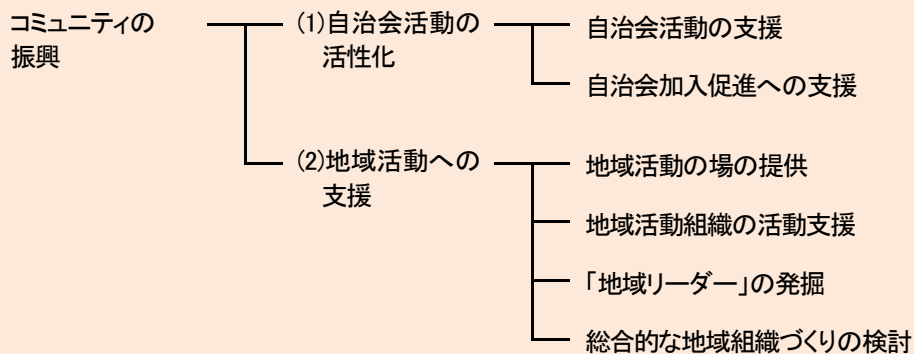 コミュニティの
振興
(1)自治会活動の
活性化
自治会活動の支援
自治会加入促進への支援
(2)地域活動への
支援
地域活動の場の提供
地域活動組織の活動支援
「地域リーダー」の発掘
総合的な地域組織づくりの検討